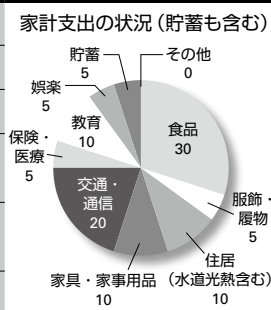 家計支出の状況（貯蓄も含む）
貯蓄
5
その他
0
娯楽
5
教育
10
食品
30
保険・
医療
5
交通・
通信
20
服飾・
履物
5
住居
（水道光熱含む）
10
家具・家事用品
10